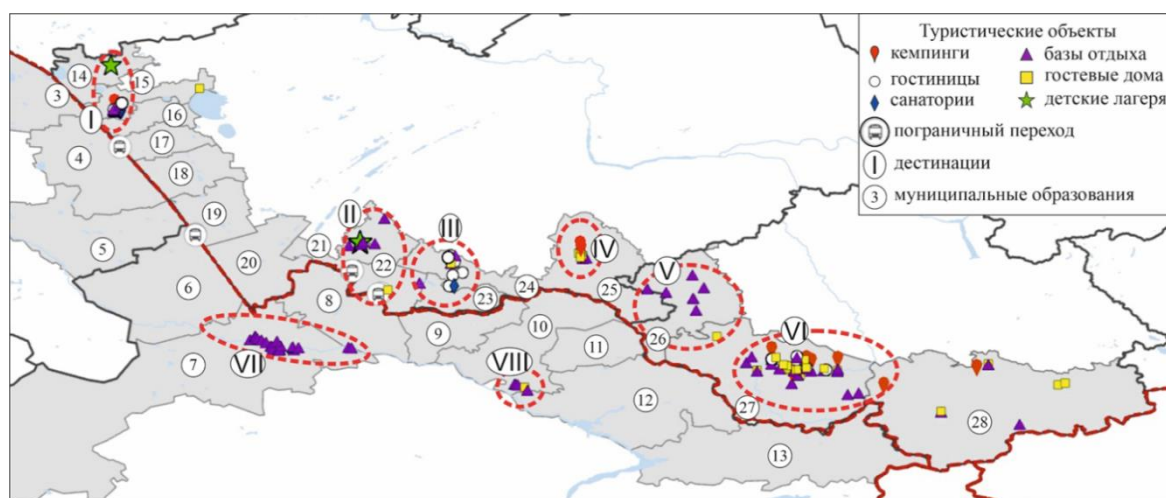 Туристические объекты
кемпинги
базы отдыха
гостиницы
гостевые дома
санатории
детские лагеря
пограничный переход
I дестинации
3 муниципальные образования
14
15
3
I
16
4
17
18
19
5
20
21
II
22
III
IV
V
6
8
23
24
25
9
10
11
26
VI
7
VII
VIII
12
27
28
13